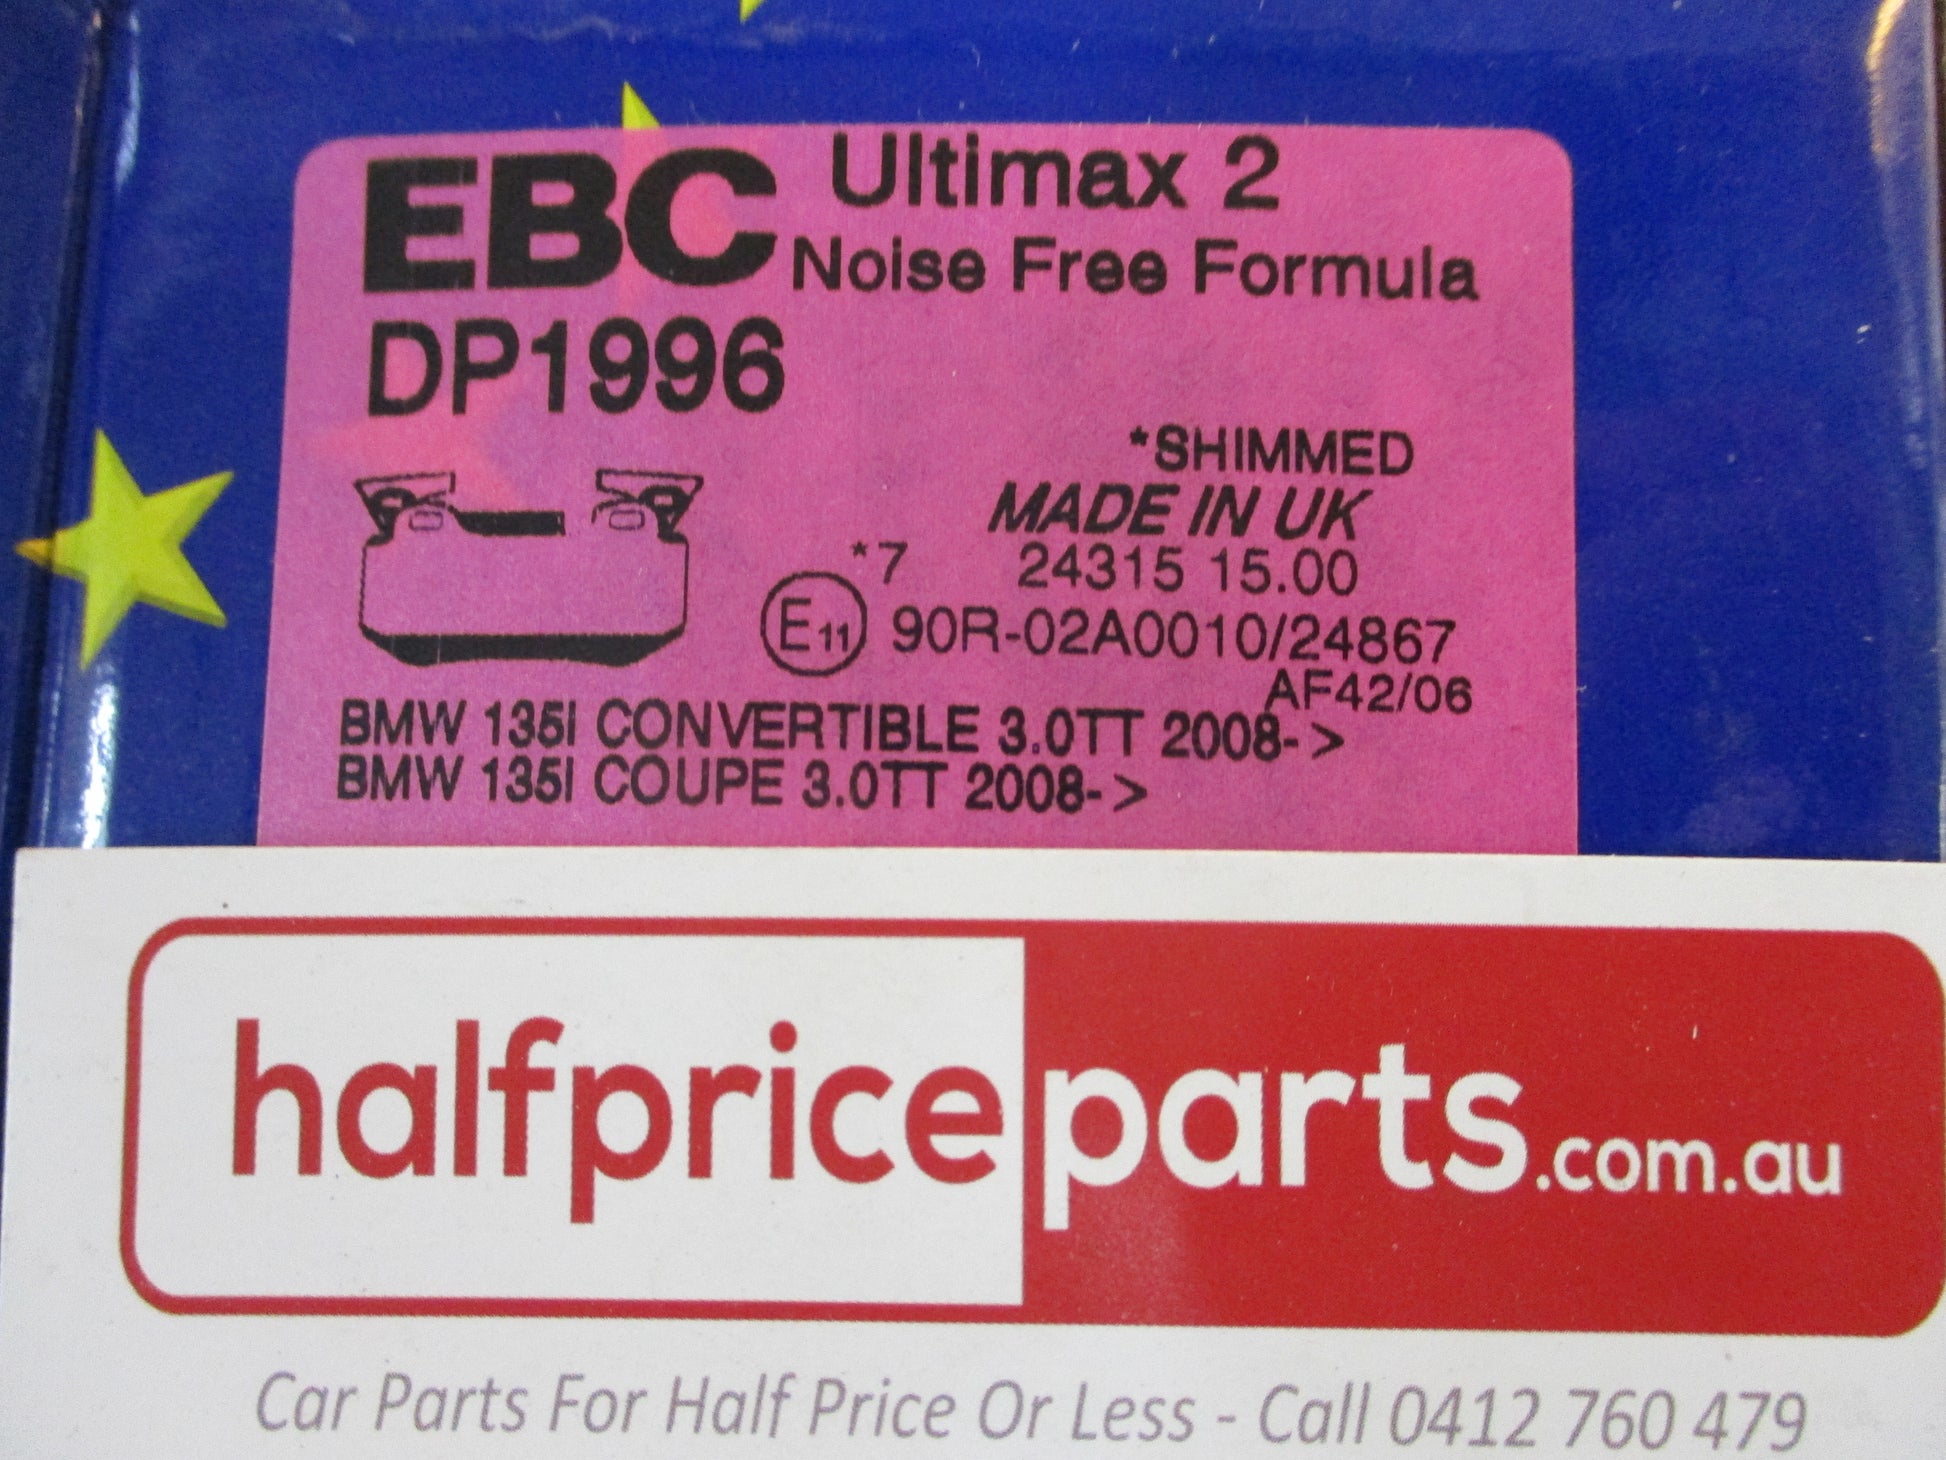 EBC Ultimax 2
Noise Free Formula
DP1996
*SHIMMED
MADE IN UK
*7 24315 15.00
E11 90R-02A0010/24867
AF42/06
BMW 135I CONVERTIBLE 3.0TT 2008->
BMW 135I COUPE 3.0TT 2008->
halfpriceparts.com.au
Car Parts For Half Price Or Less - Call 0412 760 479